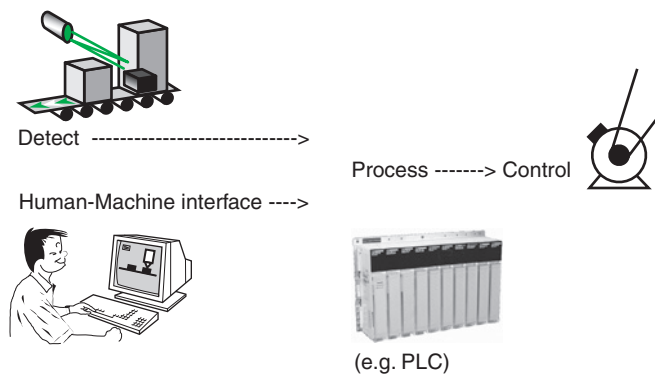 Detect ----------------------------->
Process -------> Control
Human-Machine interface ---->
(e.g. PLC)